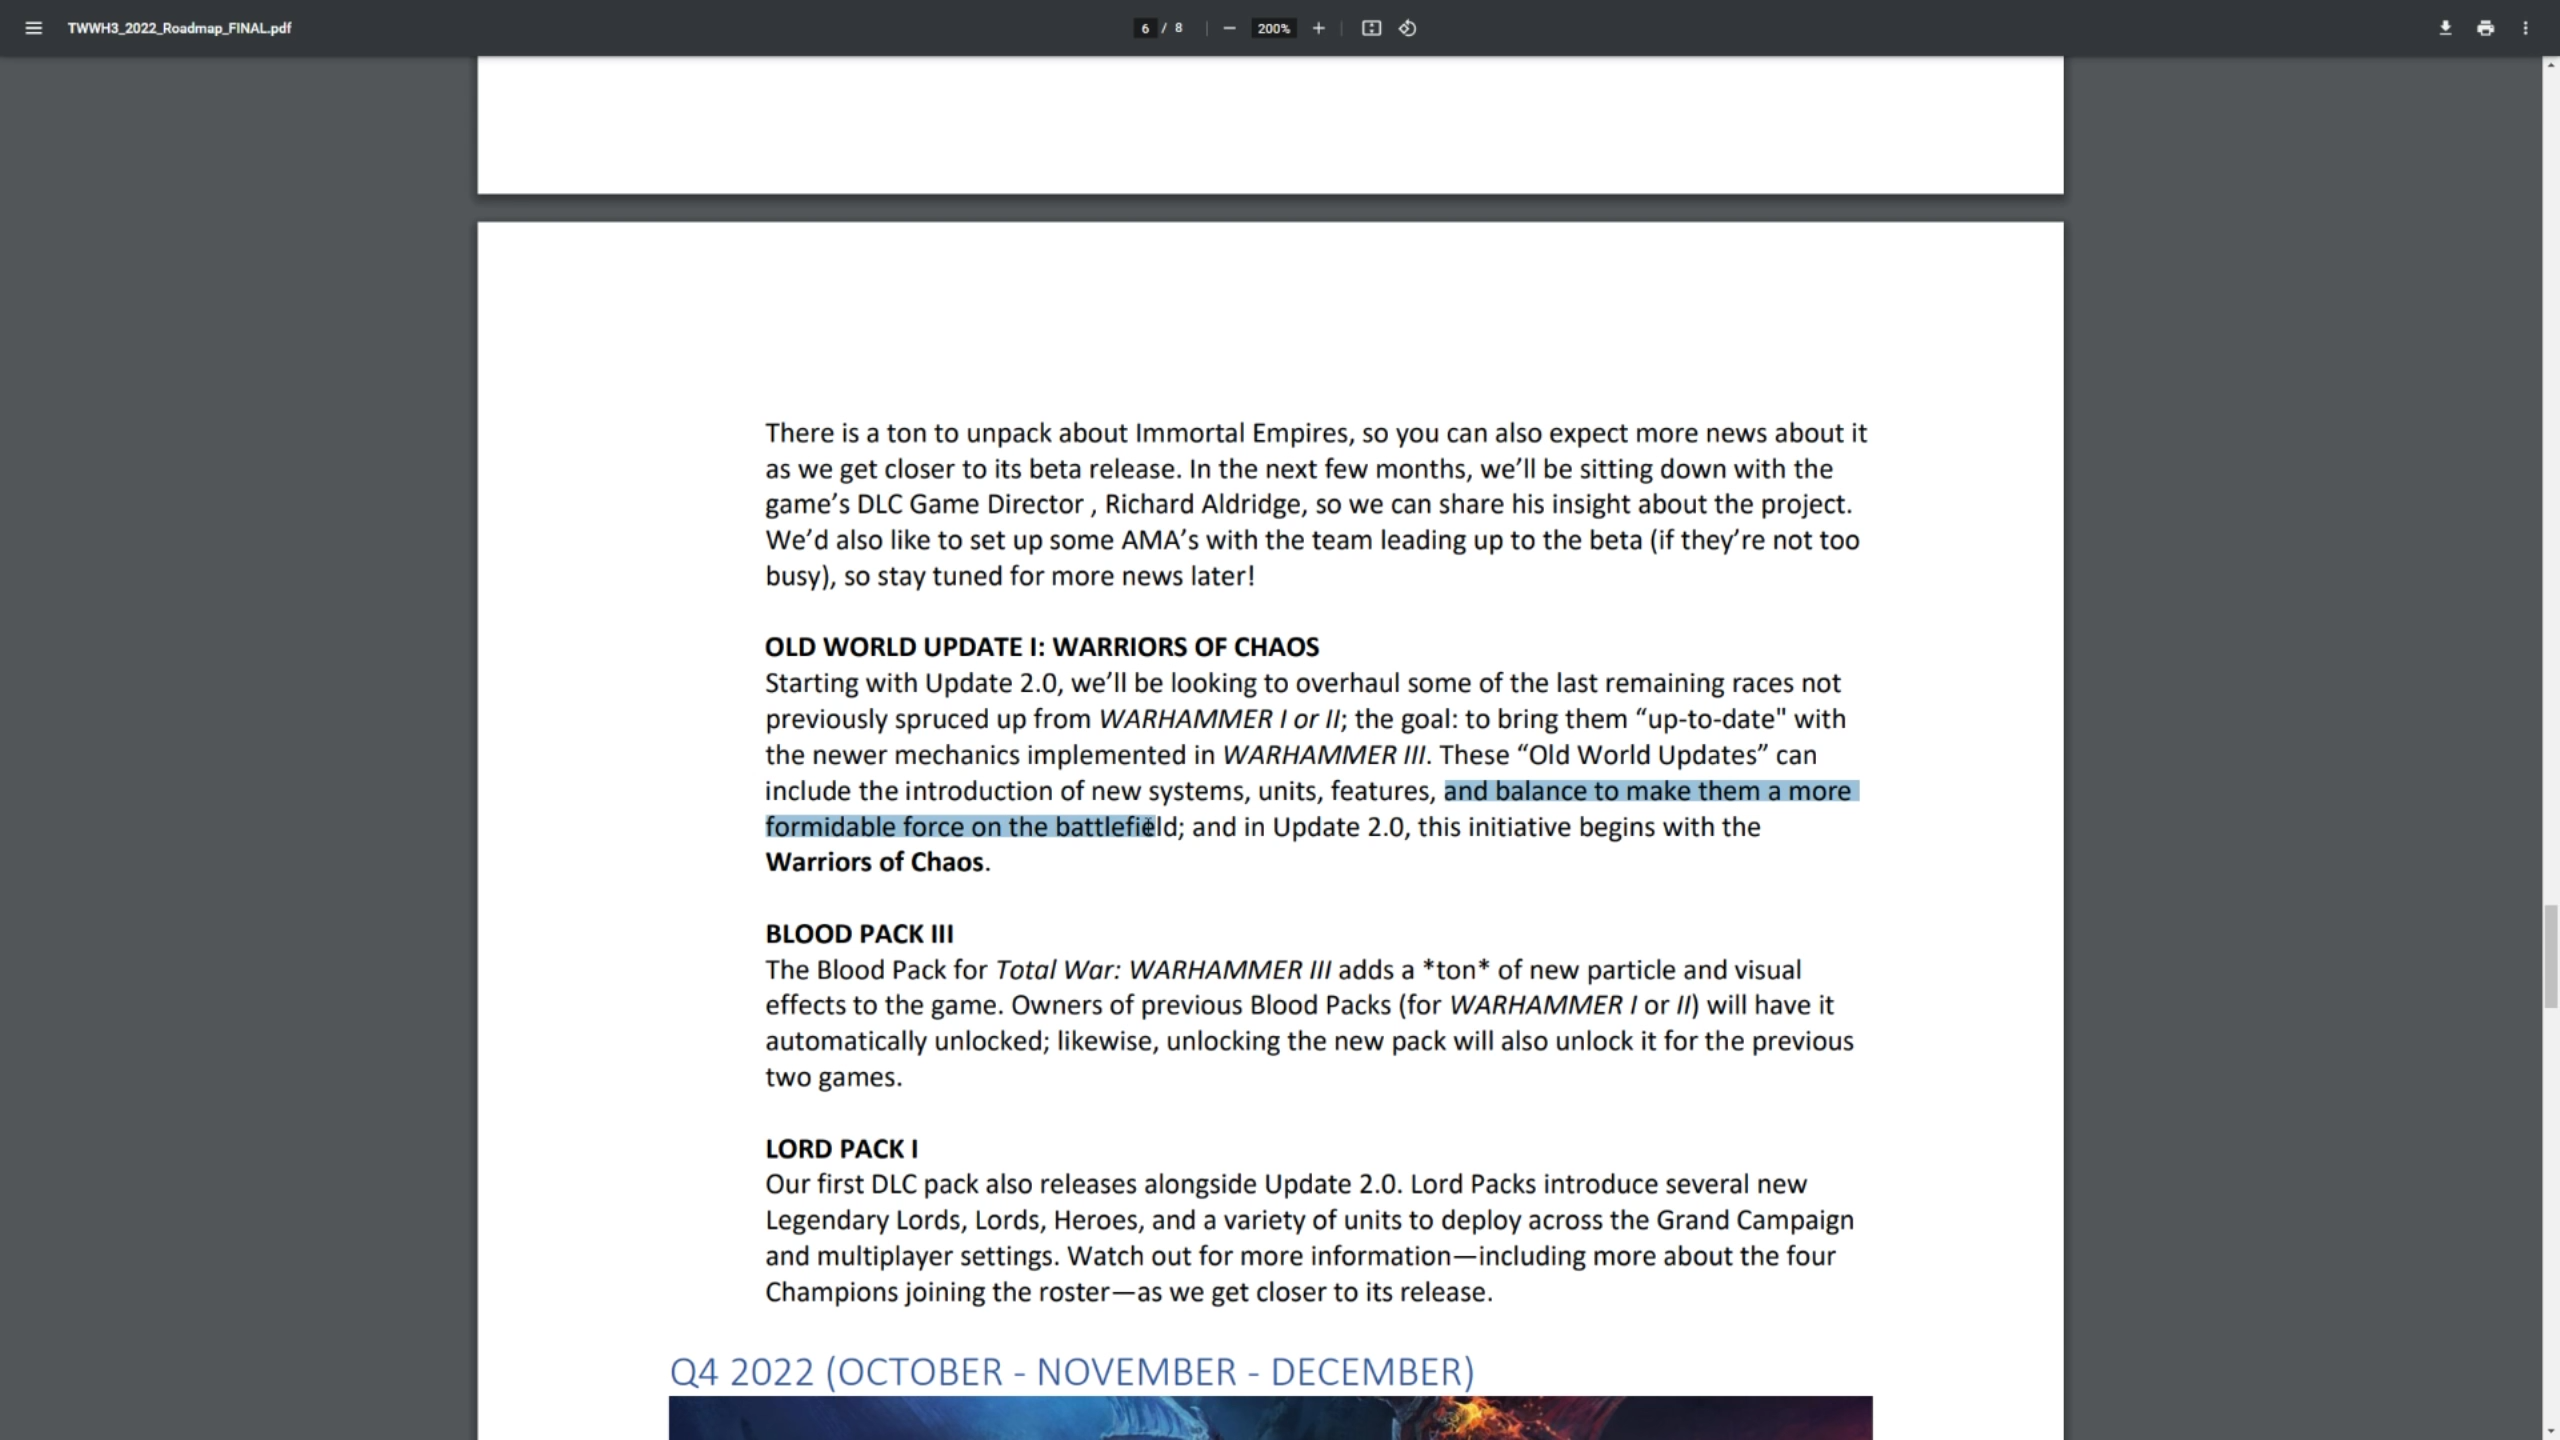 TWWH3_2022_Roadmap_FINAL.pdf
6 / 8
200%
There is a ton to unpack about Immortal Empires, so you can also expect more news about it
as we get closer to its beta release. In the next few months, we’ll be sitting down with the
game’s DLC Game Director , Richard Aldridge, so we can share his insight about the project.
We’d also like to set up some AMA’s with the team leading up to the beta (if they’re not too
busy), so stay tuned for more news later!
OLD WORLD UPDATE I: WARRIORS OF CHAOS
Starting with Update 2.0, we’ll be looking to overhaul some of the last remaining races not
previously spruced up from WARHAMMER I or II; the goal: to bring them “up-to-date" with
the newer mechanics implemented in WARHAMMER III. These “Old World Updates” can
include the introduction of new systems, units, features, and balance to make them a more
formidable force on the battlefield; and in Update 2.0, this initiative begins with the
Warriors of Chaos.
BLOOD PACK III
The Blood Pack for Total War: WARHAMMER III adds a *ton* of new particle and visual
effects to the game. Owners of previous Blood Packs (for WARHAMMER I or II) will have it
automatically unlocked; likewise, unlocking the new pack will also unlock it for the previous
two games.
LORD PACK I
Our first DLC pack also releases alongside Update 2.0. Lord Packs introduce several new
Legendary Lords, Lords, Heroes, and a variety of units to deploy across the Grand Campaign
and multiplayer settings. Watch out for more information—including more about the four
Champions joining the roster—as we get closer to its release.
Q4 2022 (OCTOBER - NOVEMBER - DECEMBER)